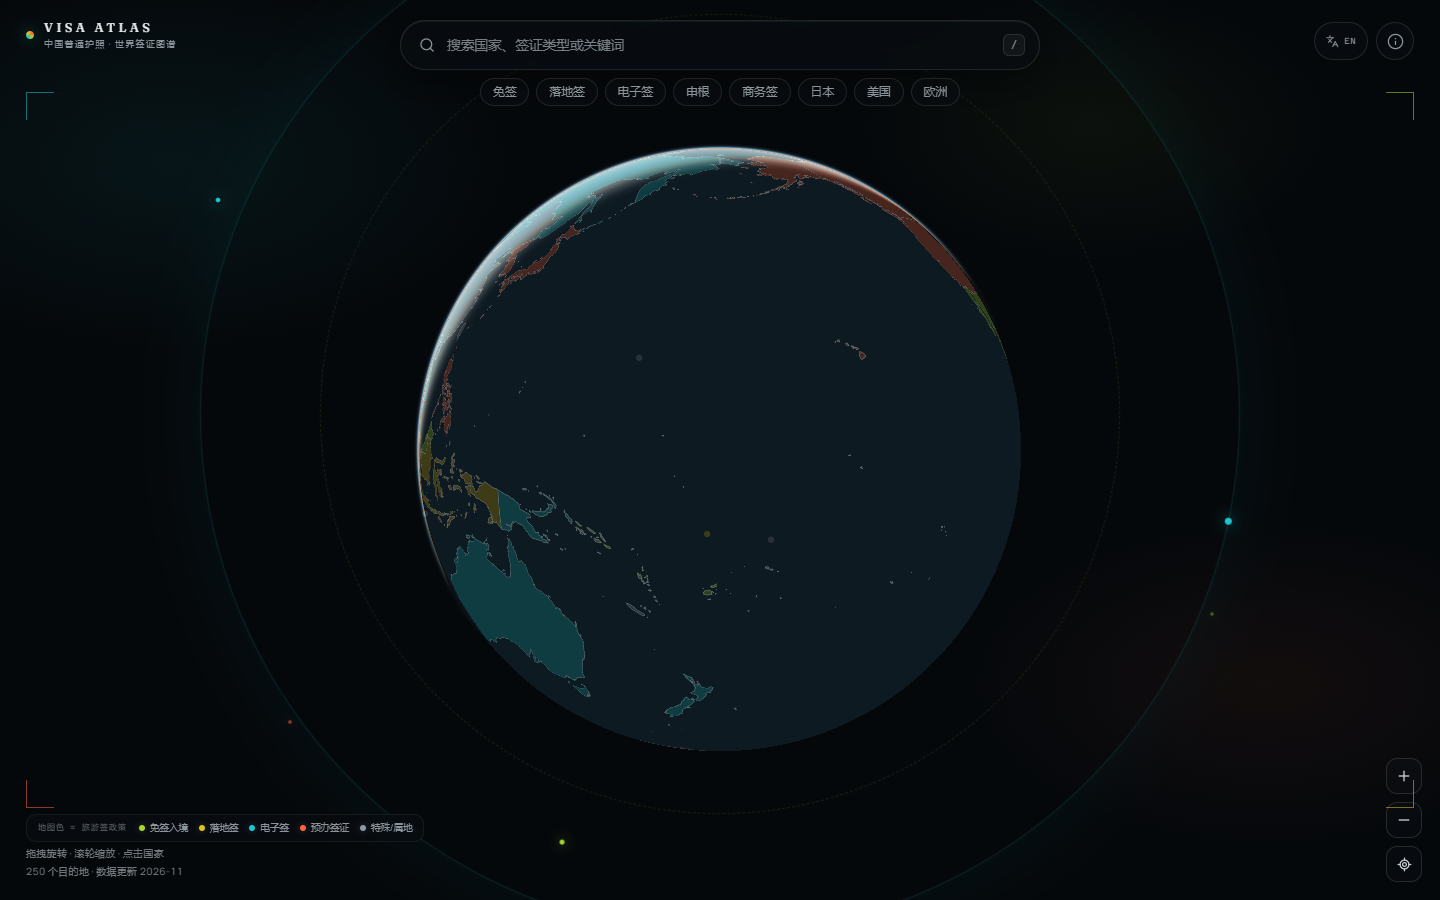 VISA ATLAS
中国普通护照 · 世界签证图谱
搜索国家、签证类型或关键词
/
EN
免签 落地签 电子签 申根 商务签 日本 美国 欧洲
地图色 = 旅游签政策 免签入境 落地签 电子签 预办签证 特殊/属地
拖拽旋转 · 滚轮缩放 · 点击国家
250 个目的地 · 数据更新 2026-11